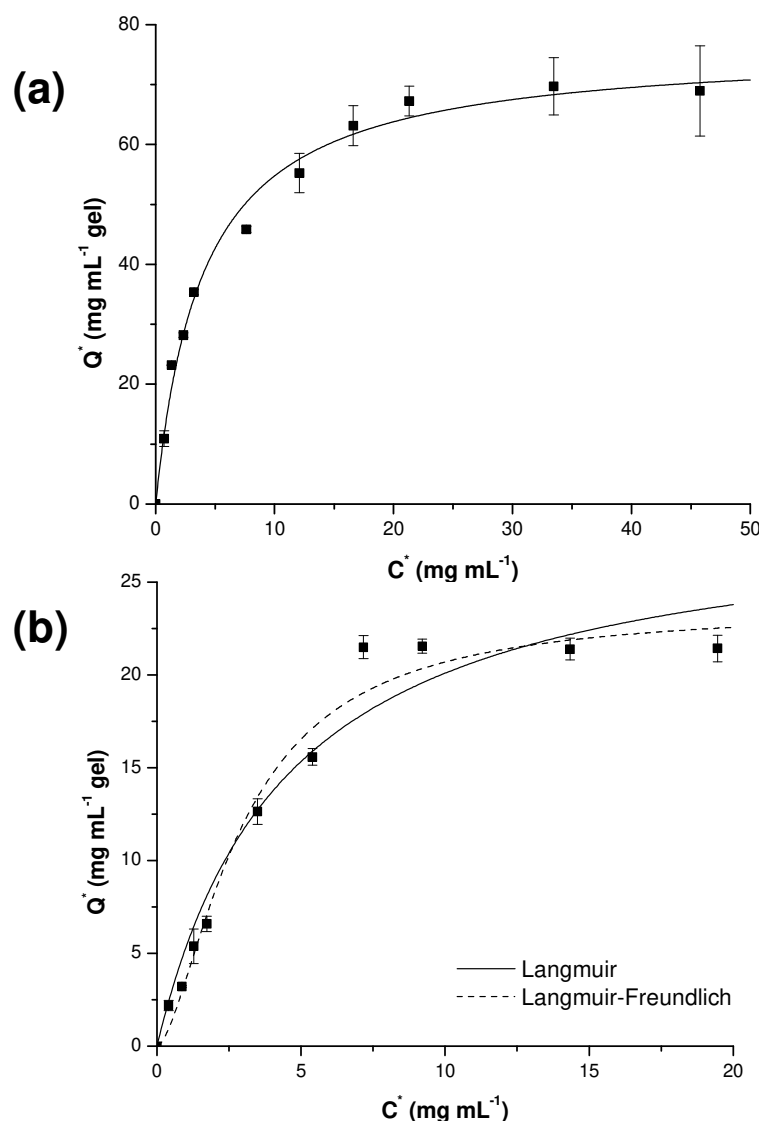 (a)
80
60
40
20
0
Q* (mg mL⁻¹ gel)
0 10 20 30 40 50
C* (mg mL⁻¹)
(b)
25
20
15
10
5
0
Q* (mg mL⁻¹ gel)
Langmuir
Langmuir-Freundlich
0 5 10 15 20
C* (mg mL⁻¹)